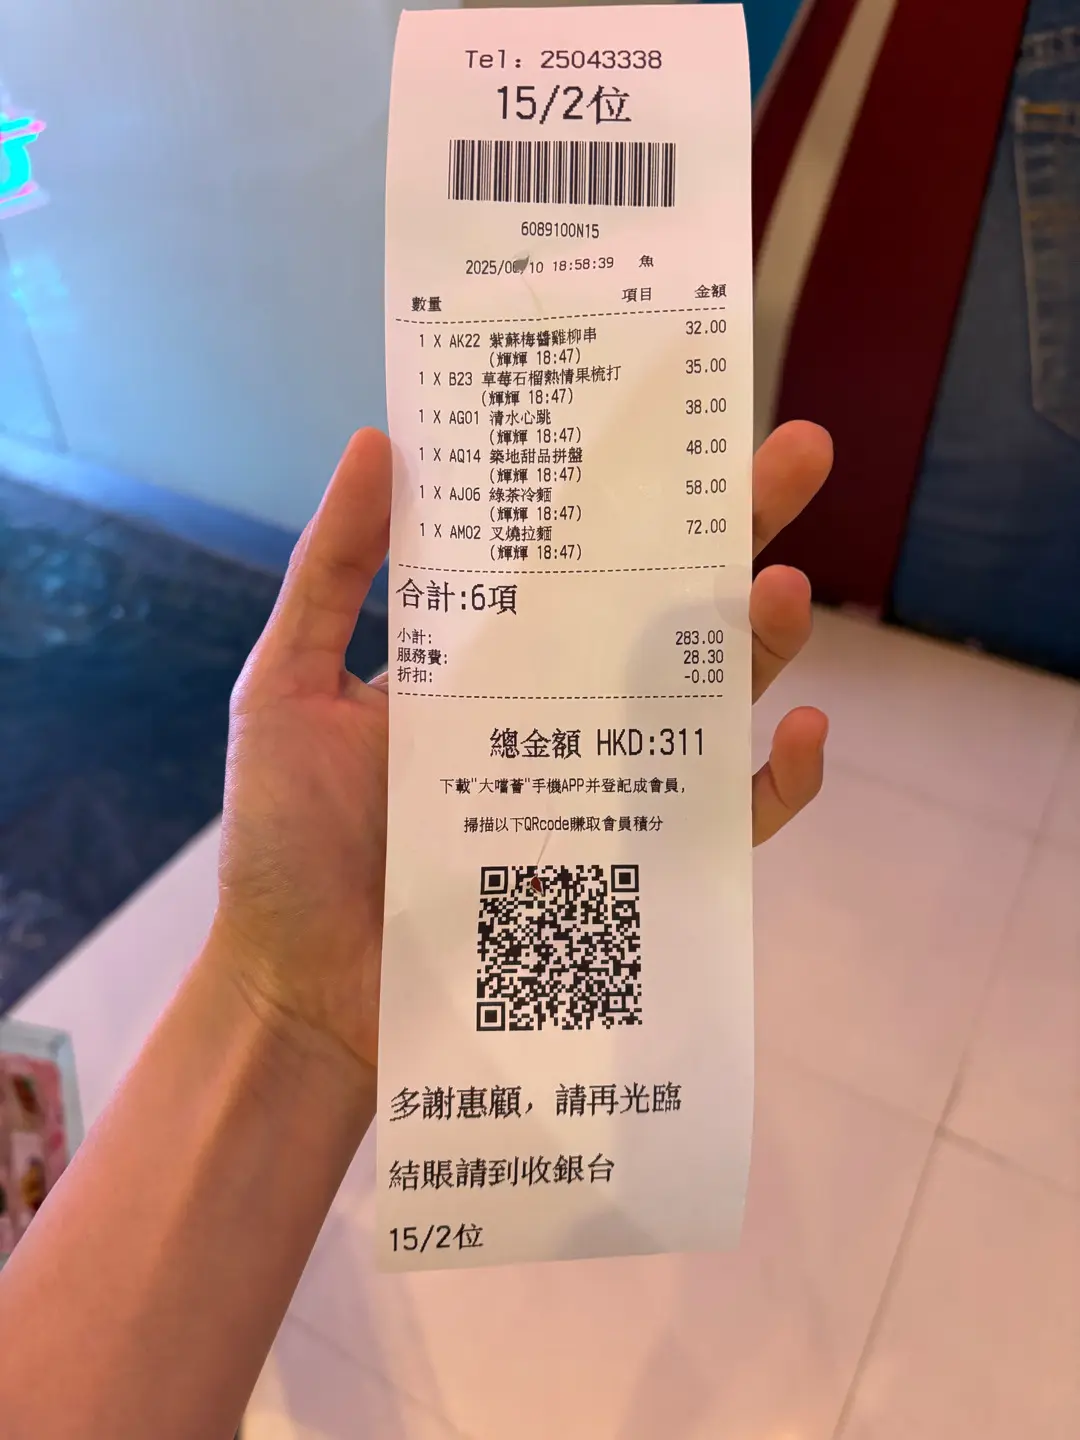 Tel: 25043338
15/2位
6089100N15
2025/0 /10 18:58:39 魚
數量 項目 金額
1 X AK22 紫蘇梅醬雞柳串 32.00
(輝輝 18:47)
1 X B23 草莓石榴熱情果梳打 35.00
(輝輝 18:47)
1 X AG01 清水心跳 38.00
(輝輝 18:47)
1 X AQ14 築地甜品拼盤 48.00
(輝輝 18:47)
1 X AJ06 綠茶冷麵 58.00
(輝輝 18:47)
1 X AM02 叉燒拉麵 72.00
(輝輝 18:47)
合計:6項
小計: 283.00
服務費: 28.30
折扣: -0.00
總金額 HKD:311
下載"大嚐薈"手機APP并登記成會員,
掃描以下QRcode賺取會員積分
多謝惠顧, 請再光臨
結賬請到收銀台
15/2位